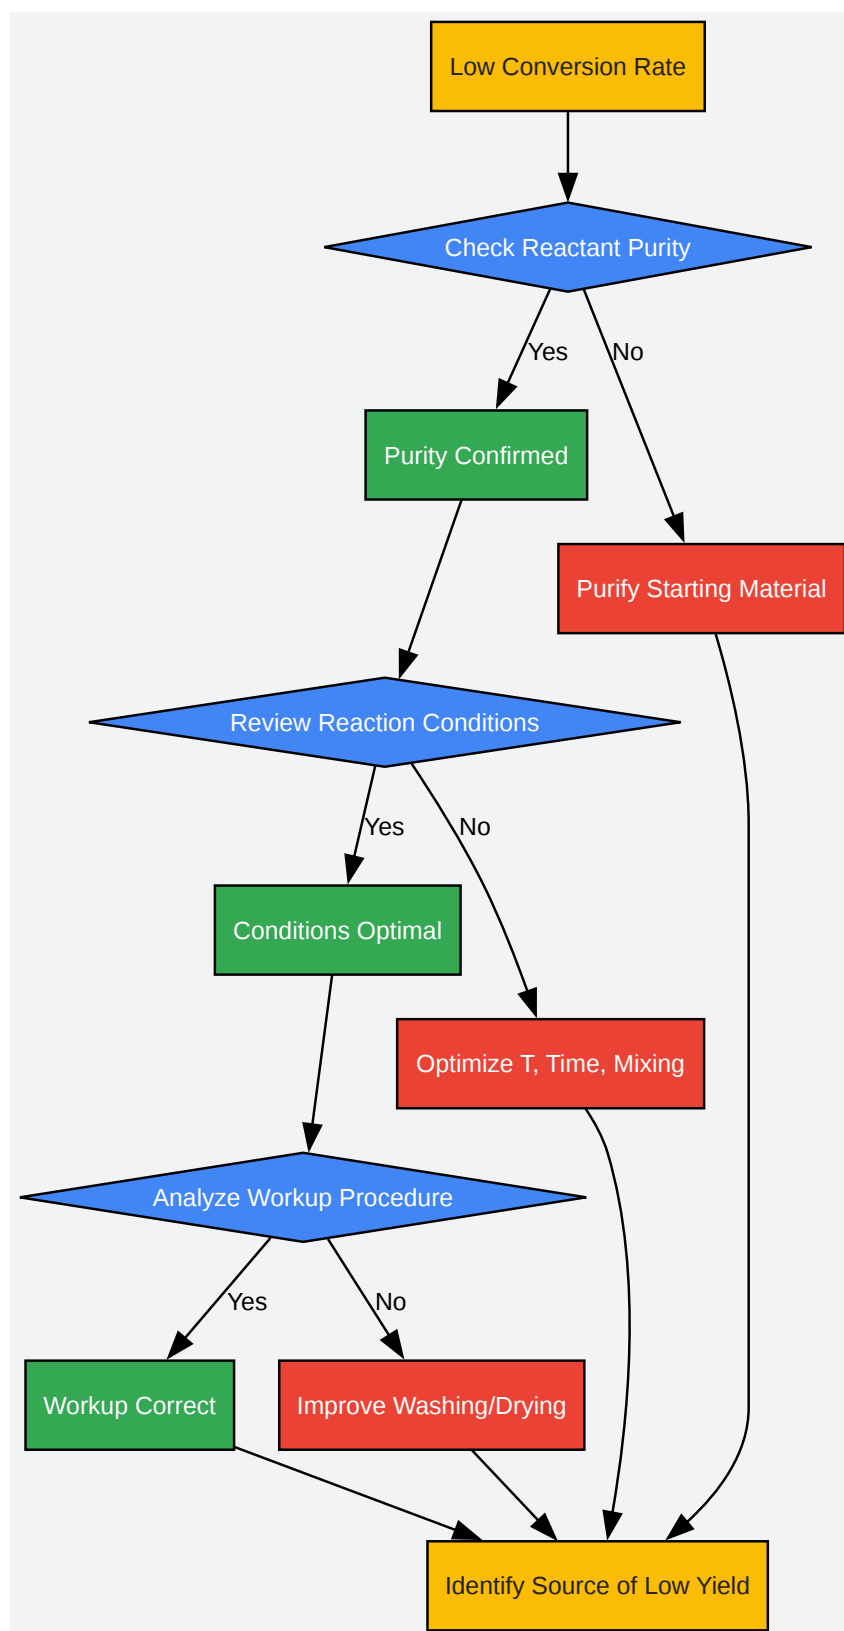 Low Conversion Rate
Check Reactant Purity
Yes
No
Purity Confirmed
Purify Starting Material
Review Reaction Conditions
Yes
No
Conditions Optimal
Optimize T, Time, Mixing
Analyze Workup Procedure
Yes
No
Workup Correct
Improve Washing/Drying
Identify Source of Low Yield